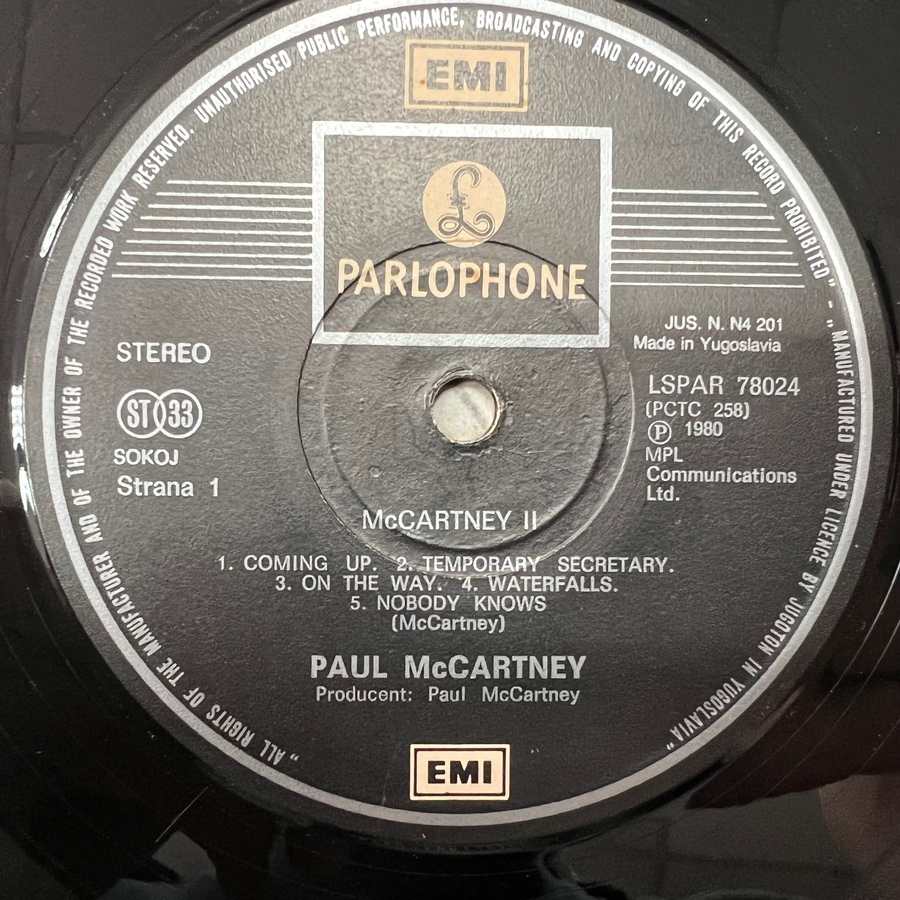 „ALL RIGHTS OF THE MANUFACTURER AND OF THE OWNER OF THE RECORDED WORK RESERVED. UNAUTHORISED PUBLIC PERFORMANCE, BROADCASTING AND COPYING OF THIS RECORD PROHIBITED" - „MANUFACTURED UNDER LICENCE BY JUGOTON IN YUGOSLAVIA"
EMI
£
PARLOPHONE
JUS. N. N4 201
Made in Yugoslavia
STEREO
ST 33
SOKOJ
Strana 1
LSPAR 78024
(PCTC 258)
Ⓟ 1980
MPL
Communications
Ltd.
McCARTNEY II
1. COMING UP. 2. TEMPORARY SECRETARY.
3. ON THE WAY. 4. WATERFALLS.
5. NOBODY KNOWS
(McCartney)
PAUL McCARTNEY
Producent: Paul McCartney
EMI